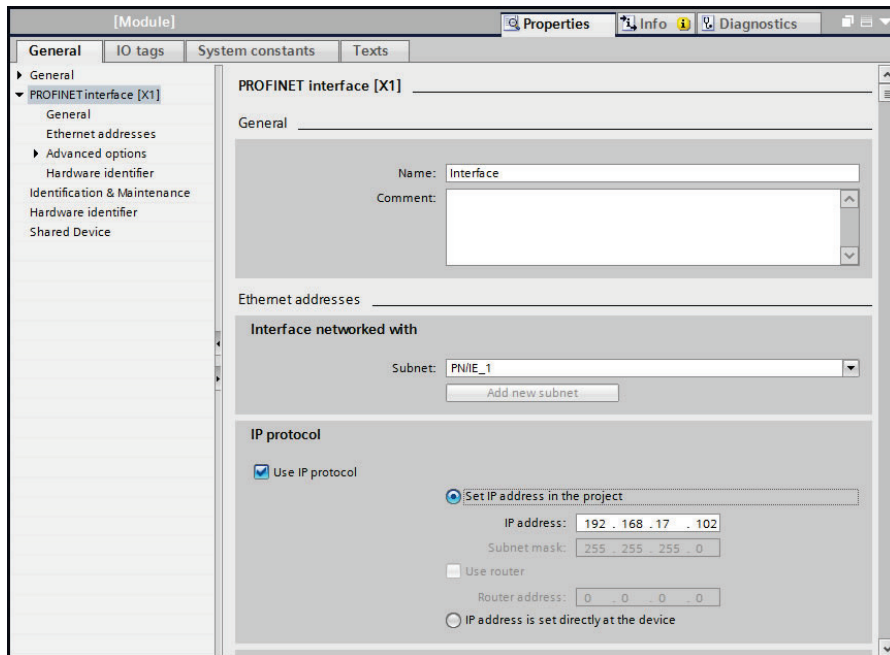 [Module]
Properties
Info
Diagnostics
General
IO tags
System constants
Texts
General
PROFINET interface [X1]
General
Ethernet addresses
Advanced options
Hardware identifier
Identification & Maintenance
Hardware identifier
Shared Device
PROFINET interface [X1]
General
Name: Interface
Comment:
Ethernet addresses
Interface networked with
Subnet: PN/IE_1
Add new subnet
IP protocol
Use IP protocol
Set IP address in the project
IP address: 192 . 168 . 17 . 102
Subnet mask: 255 . 255 . 255 . 0
Use router
Router address: 0 . 0 . 0 . 0
IP address is set directly at the device